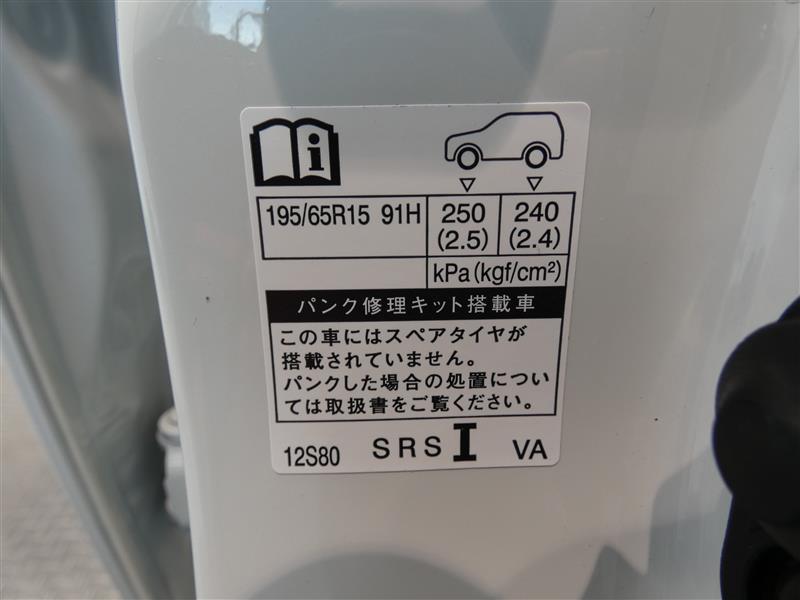 i
195/65R15 91H 250 240
(2.5) (2.4)
kPa(kgf/cm²)
パンク修理キット搭載車
この車にはスペアタイヤが
搭載されていません。
パンクした場合の処置につい
ては取扱書をご覧ください。
12S80 SRS I VA